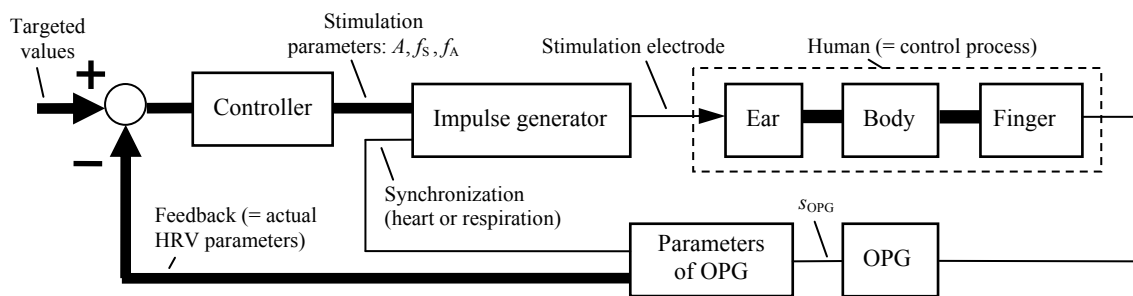 Targeted
values
Stimulation
parameters: A, fS, fA
Stimulation electrode
Human (= control process)
+
Controller
Impulse generator
Ear
Body
Finger
−
Synchronization
(heart or respiration)
Feedback (= actual
HRV parameters)
sOPG
Parameters
of OPG
OPG